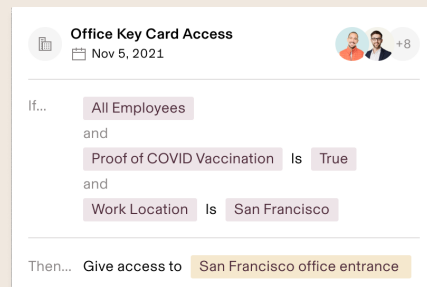 Office Key Card Access
Nov 5, 2021
+8
If...
All Employees
and
Proof of COVID Vaccination Is True
and
Work Location Is San Francisco
Then... Give access to San Francisco office entrance